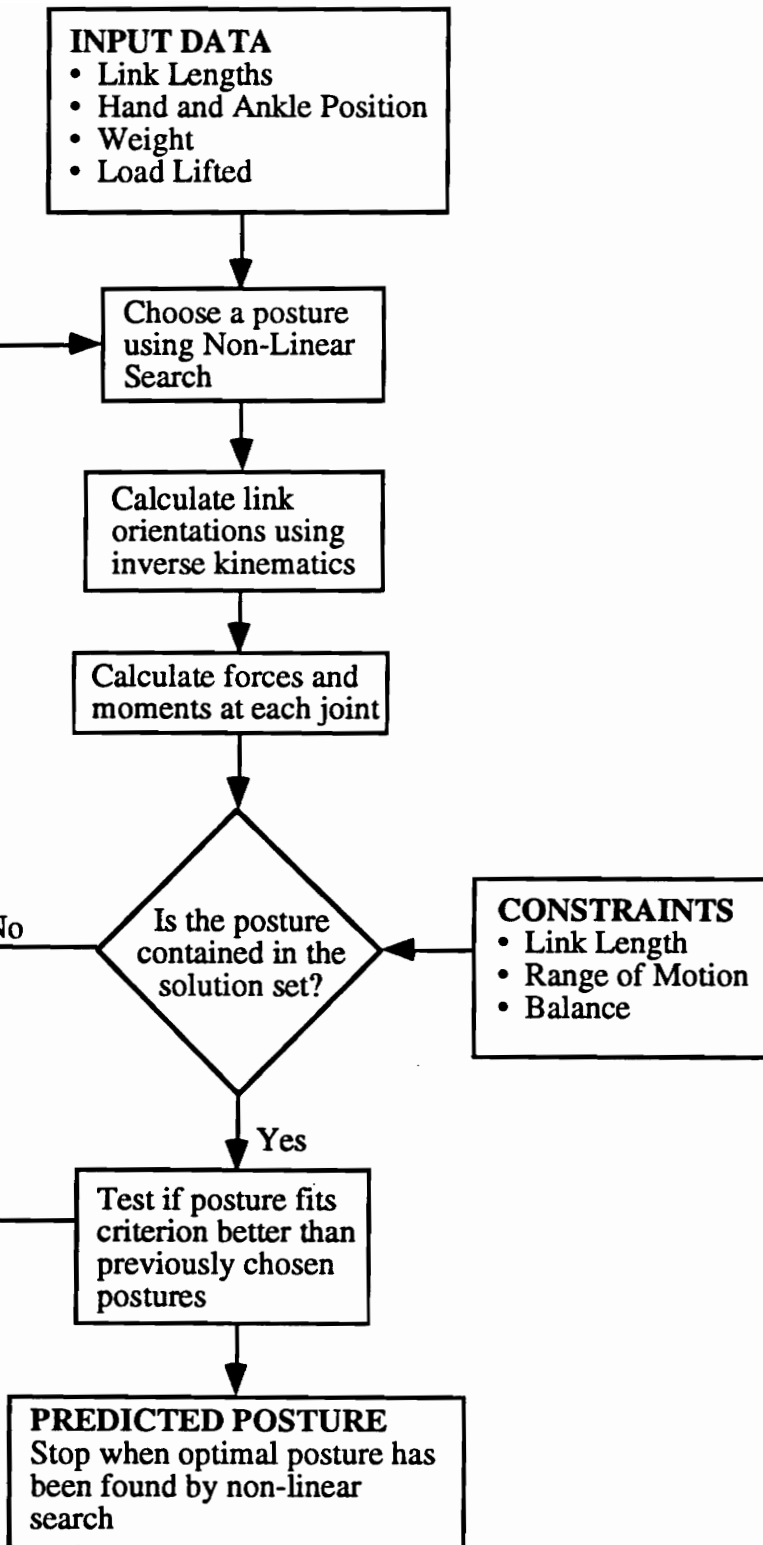 INPUT DATA
• Link Lengths
• Hand and Ankle Position
• Weight
• Load Lifted
Choose a posture
using Non-Linear
Search
Calculate link
orientations using
inverse kinematics
Calculate forces and
moments at each joint
No
Is the posture
contained in the
solution set?
CONSTRAINTS
• Link Length
• Range of Motion
• Balance
Yes
Test if posture fits
criterion better than
previously chosen
postures
PREDICTED POSTURE
Stop when optimal posture has
been found by non-linear
search